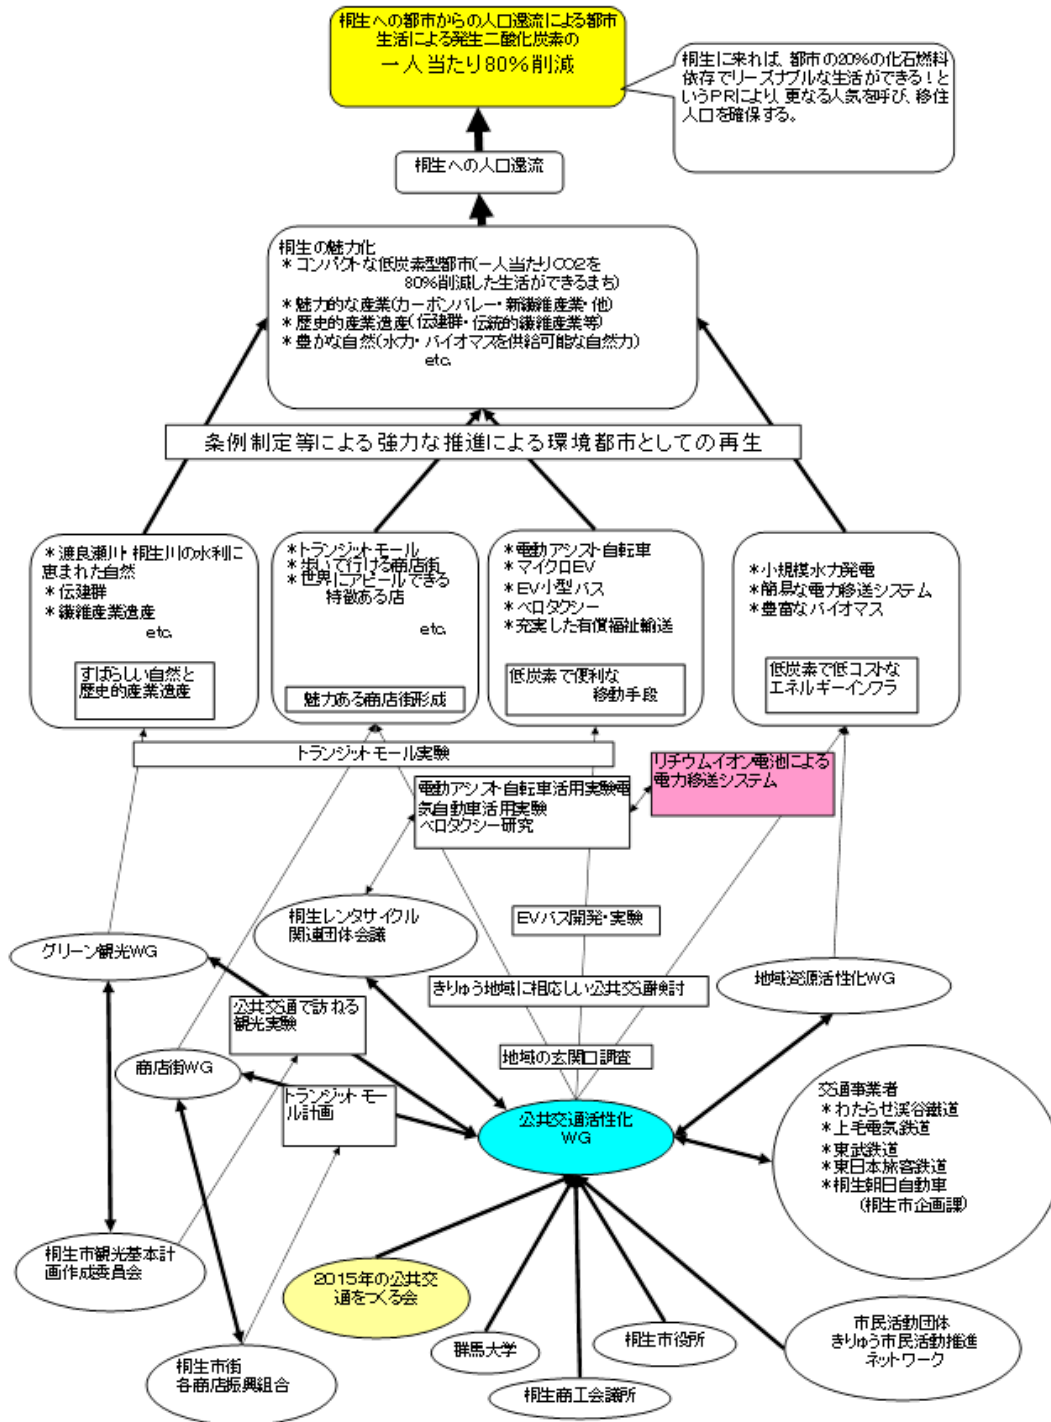 桐生への都市からの人口還流による都市
生活による発生二酸化炭素の
一人当たり80％削減
桐生に来れば、都市の20％の化石燃料
依存でリーズナブルな生活ができる！と
いうPRにより、更なる人気を呼び、移住
人口を確保する。
桐生への人口還流
桐生の魅力化
＊コンパクトな低炭素型都市(一人当たりCO2を
80％削減した生活ができるまち)
＊魅力的な産業(カーボンバレー・新繊維産業・他)
＊歴史的産業遺産(伝建群・伝統的繊維産業等)
＊豊かな自然(水力・バイオマスを供給可能な自然力)
etc.
条例制定等による強力な推進による環境都市としての再生
＊渡良瀬川・桐生川の水利に
恵まれた自然
＊伝建群
＊繊維産業遺産
etc.
すばらしい自然と
歴史的産業遺産
＊トランジットモール
＊歩いて行ける商店街
＊世界にアピールできる
特徴ある店
etc.
魅力ある商店街形成
＊電動アシスト自転車
＊マイクロEV
＊EV小型バス
＊ベロタクシー
＊充実した有償福祉輸送
低炭素で便利な
移動手段
＊小規模水力発電
＊簡易な電力移送システム
＊豊富なバイオマス
低炭素で低コストな
エネルギーインフラ
トランジットモール実験
電動アシスト自転車活用実験電
気自動車活用実験
ベロタクシー研究
リチウムイオン電池による
電力移送システム
桐生レンタサイクル
関連団体会議
EVバス開発・実験
グリーン観光WG
地域資源活性化WG
きりゅう地域に相応しい公共交通検討
公共交通で訪ねる
観光実験
地域の玄関口調査
商店街WG
トランジットモ
ール計画
公共交通活性化
WG
交通事業者
＊わたらせ渓谷鐵道
＊上毛電気鉄道
＊東武鉄道
＊東日本旅客鉄道
＊桐生朝日自動車
(桐生市企画課)
桐生市観光基本計
画作成委員会
2015年の公共交
通をつくる会
群馬大学
桐生市役所
市民活動団体
きりゅう市民活動推進
ネットワーク
桐生市街
各商店振興組合
桐生商工会議所